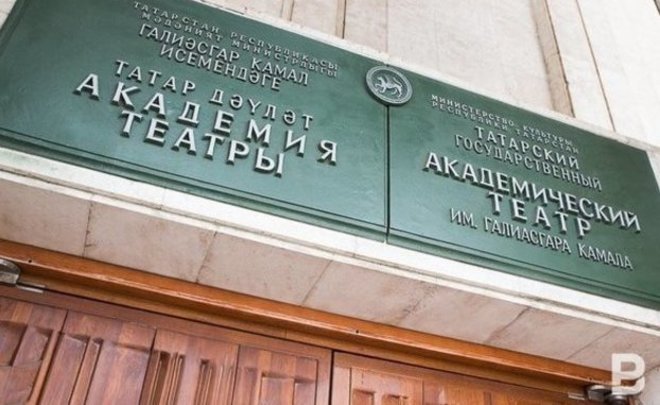 ТАТАРСТАН РЕСПУБЛИКАСЫ
МӘДӘНИЯТ МИНИСТРЛЫГЫ
ГАЛИӘСГАР КАМАЛ
ИСЕМЕНДӘГЕ
ТАТАР ДӘҮЛӘТ
АКАДЕМИЯ
ТЕАТРЫ
МИНИСТЕРСТВО КУЛЬТУРЫ
РЕСПУБЛИКИ ТАТАРСТАН
ТАТАРСКИЙ
ГОСУДАРСТВЕННЫЙ
АКАДЕМИЧЕСКИЙ
ТЕАТР
ИМ. ГАЛИАСГАРА КАМАЛА
B